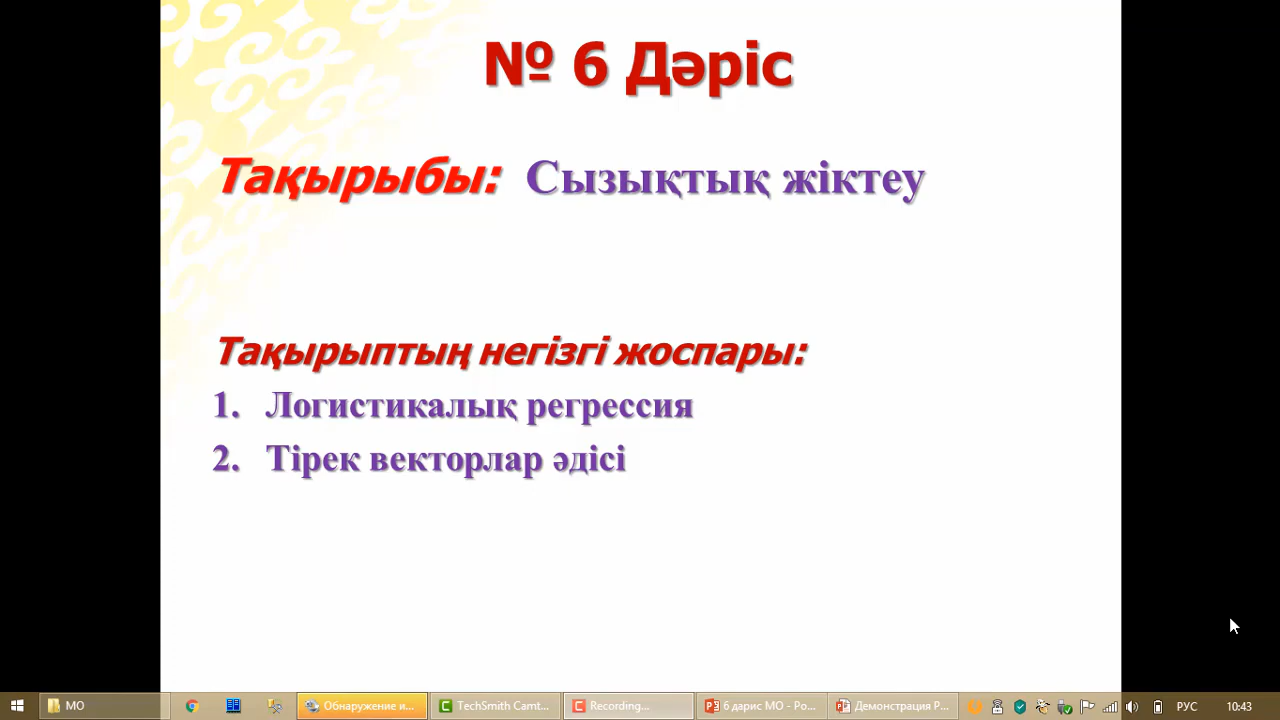 № 6 Дәріс
Тақырыбы: Сызықтық жіктеу
Тақырыптың негізгі жоспары:
1. Логистикалық регрессия
2. Тірек векторлар әдісі
МО
Обнаружение и...
TechSmith Camt...
Recording...
6 дарис МО - Po...
Демонстрация P...
РУС
10:43